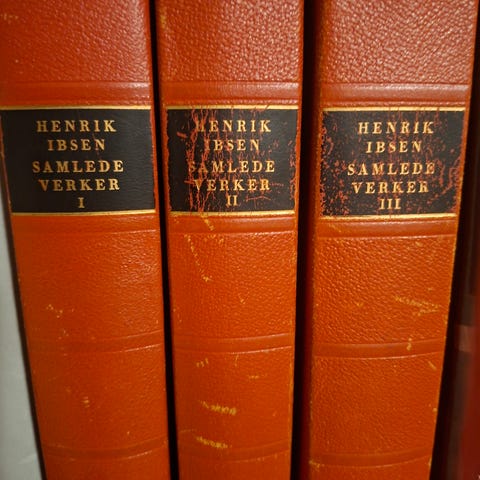 HENRIK
IBSEN
SAMLEDE
VERKER
I
HENRIK
IBSEN
SAMLEDE
VERKER
II
HENRIK
IBSEN
SAMLEDE
VERKER
III